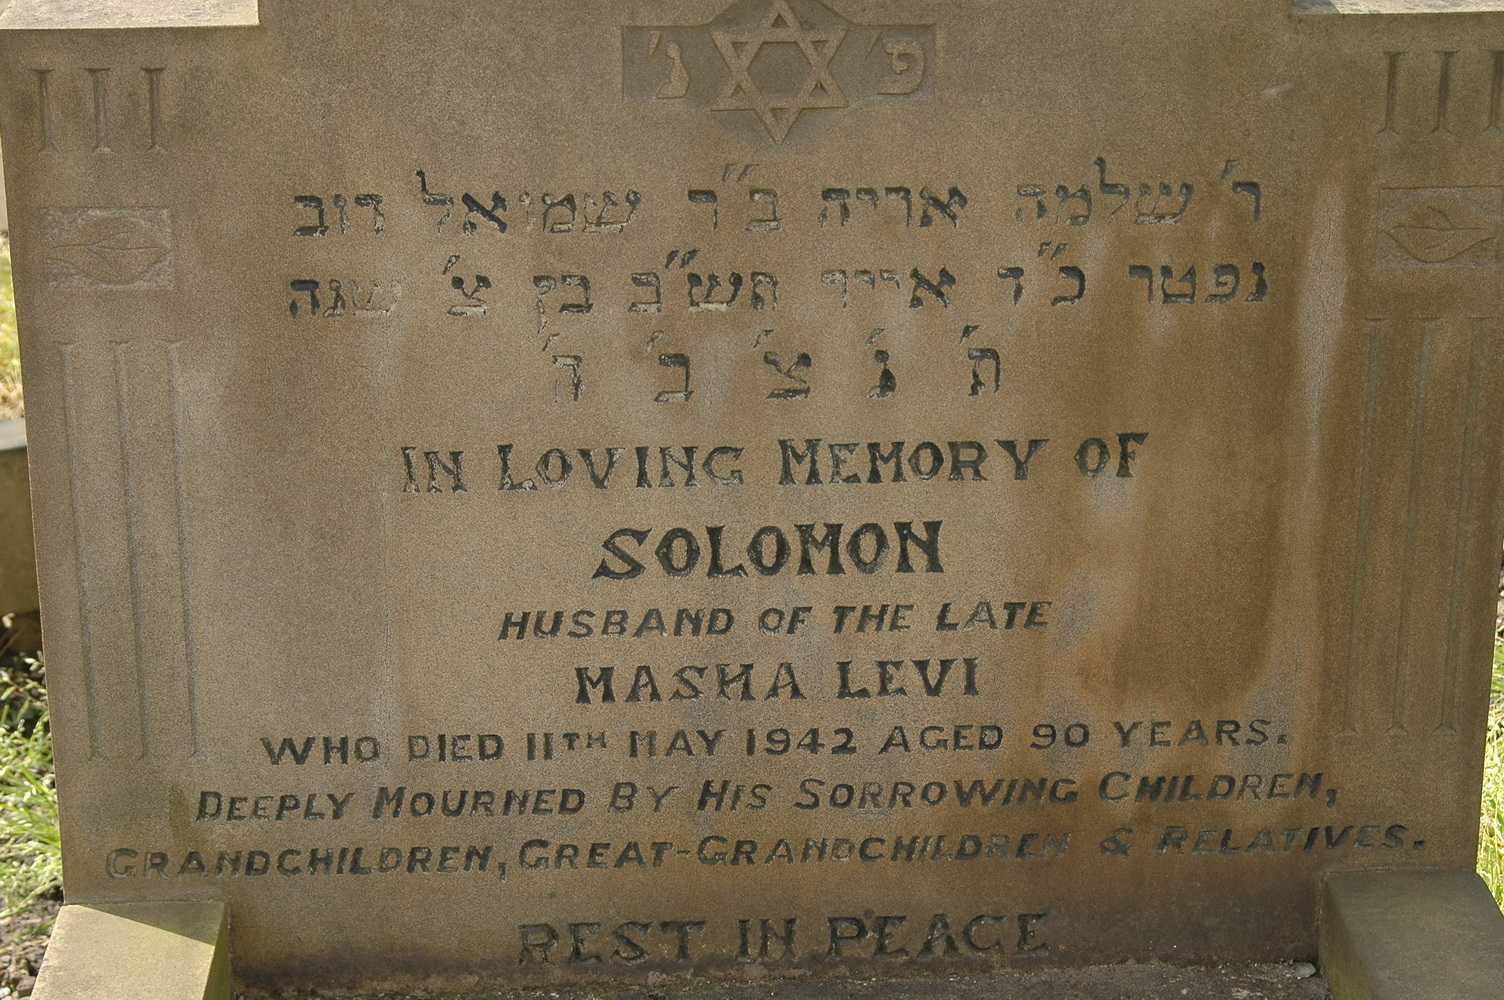 פ׳ נ׳
ר׳ שלמה אריה ב״ר שמואל דוב
נפטר כ״ד אייר הש״ב בן צ׳ שנה
ת׳ נ׳ צ׳ ב׳ ה׳
IN LOVING MEMORY OF
SOLOMON
HUSBAND OF THE LATE
MASHA LEVI
WHO DIED 11TH MAY 1942 AGED 90 YEARS.
DEEPLY MOURNED BY HIS SORROWING CHILDREN,
GRANDCHILDREN, GREAT-GRANDCHILDREN & RELATIVES.
REST IN PEACE